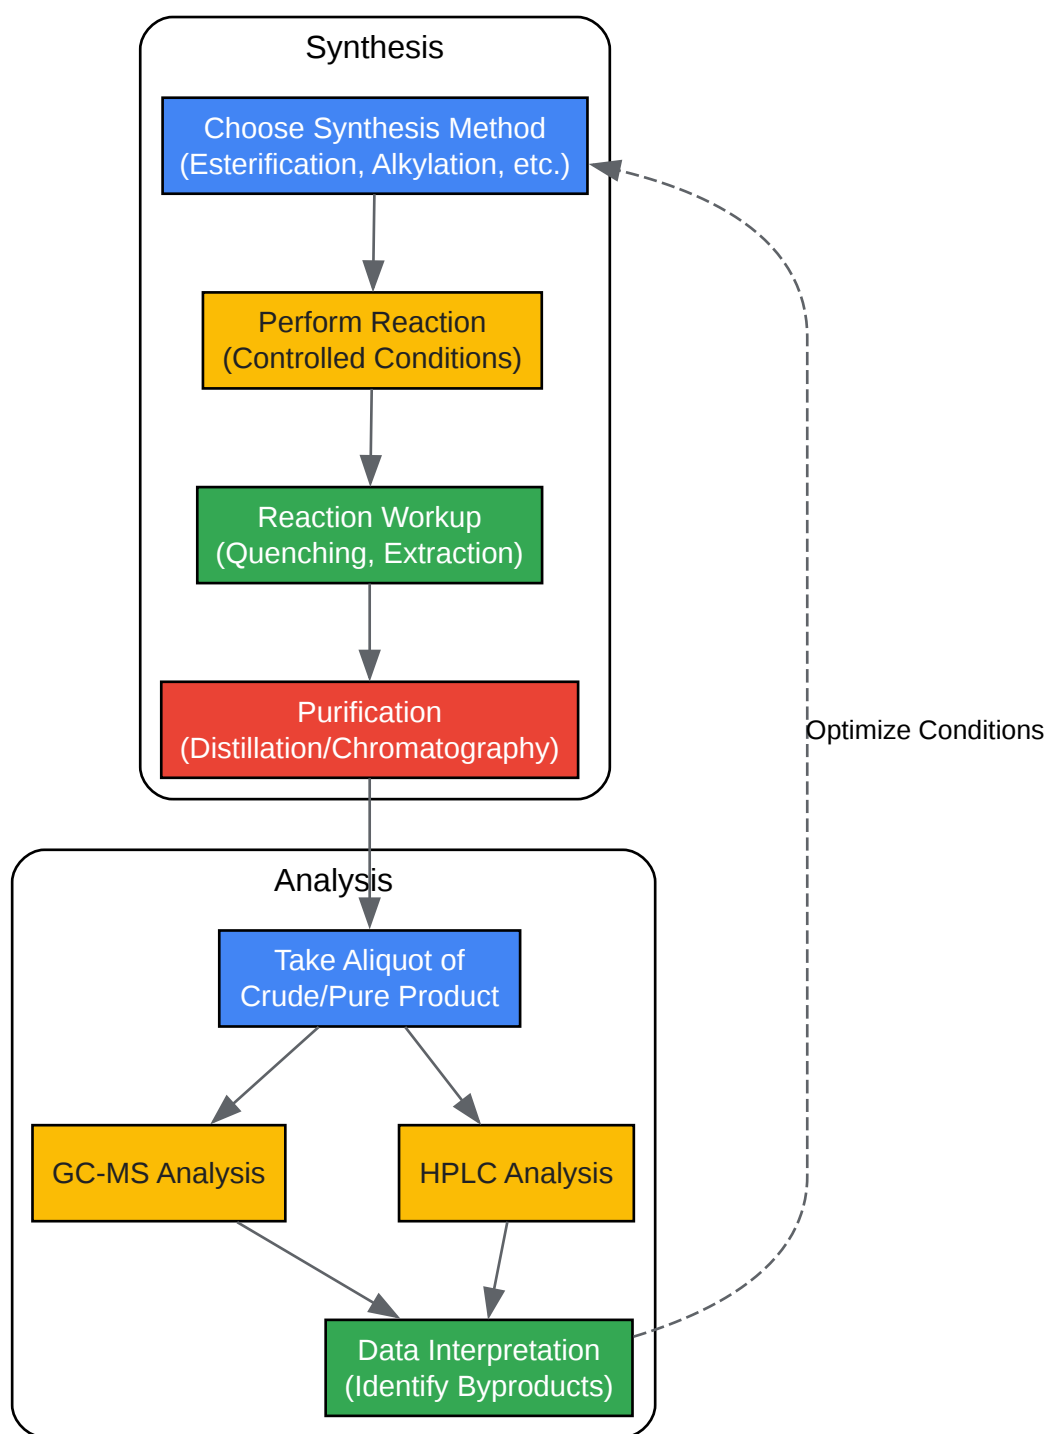 Synthesis
Choose Synthesis Method
(Esterification, Alkylation, etc.)
Perform Reaction
(Controlled Conditions)
Reaction Workup
(Quenching, Extraction)
Purification
(Distillation/Chromatography)
Optimize Conditions
Analysis
Take Aliquot of
Crude/Pure Product
GC-MS Analysis
HPLC Analysis
Data Interpretation
(Identify Byproducts)